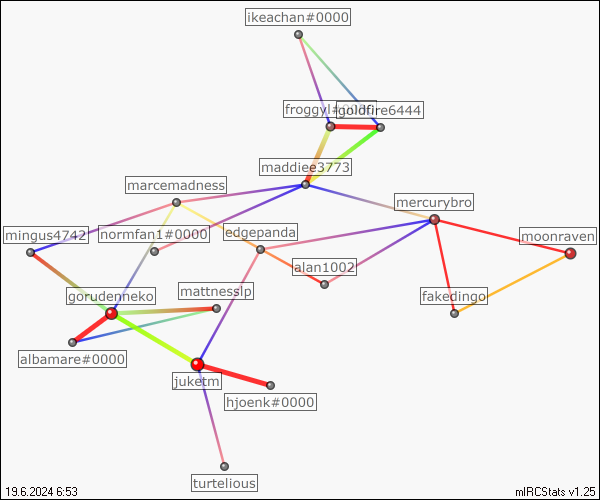 ikeachan#0000
froggyl
goldfire6444
maddiee3773
marcemadness
mercurybro
mingus4742
normfan1#0000
edgepanda
moonraven
alan1002
gorudenneko
mattnesslp
fakedingo
albamare#0000
juketm
hjoenk#0000
turtelious
19.6.2024 6:53
mIRCStats v1.25